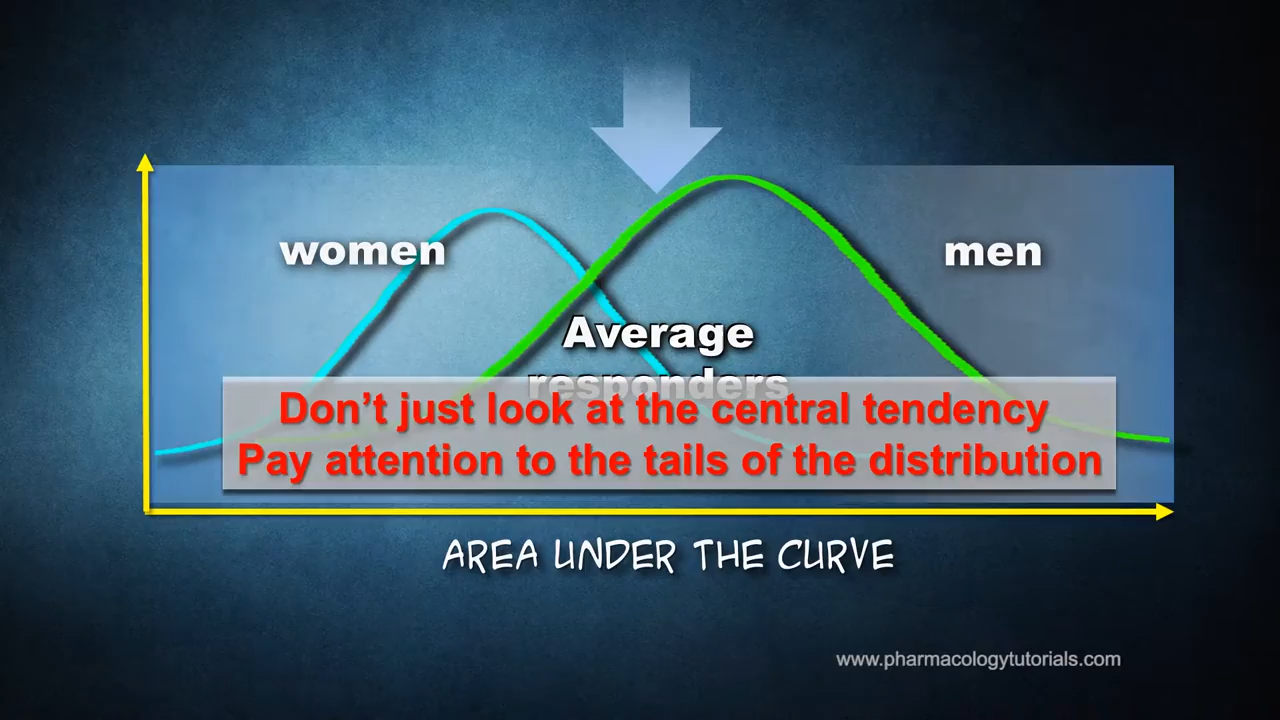 women
men
Average
responders
Don’t just look at the central tendency
Pay attention to the tails of the distribution
AREA UNDER THE CURVE
www.pharmacologytutorials.com